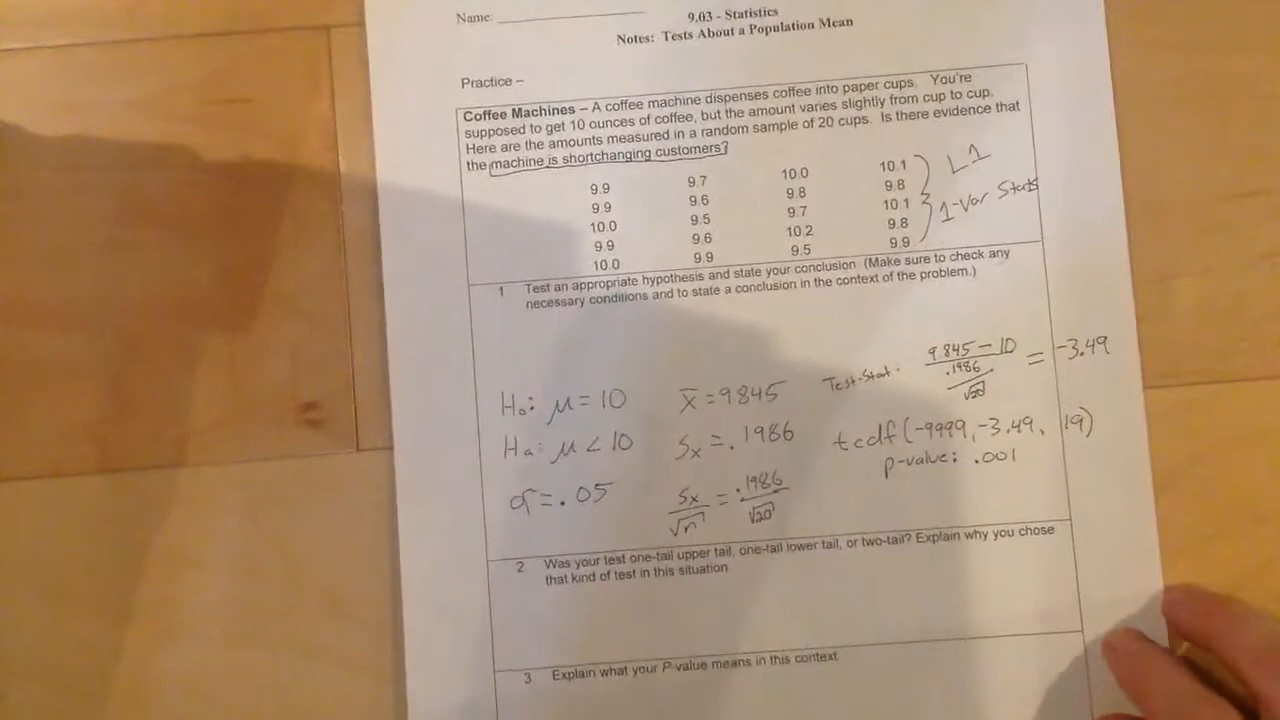 Name: ____________________
9.03 - Statistics
Notes: Tests About a Population Mean
Practice –
Coffee Machines – A coffee machine dispenses coffee into paper cups. You're
supposed to get 10 ounces of coffee, but the amount varies slightly from cup to cup.
Here are the amounts measured in a random sample of 20 cups. Is there evidence that
the machine is shortchanging customers?
9.9 9.7 10.0 10.1
9.9 9.6 9.8 9.8
10.0 9.5 9.7 10.1
9.9 9.6 10.2 9.8
10.0 9.9 9.5 9.9
L1
1-Var Stats
1 Test an appropriate hypothesis and state your conclusion (Make sure to check any
necessary conditions and to state a conclusion in the context of the problem.)
H₀: μ = 10
Hₐ: μ < 10
σ = .05
x̄ = 9.845
Sx = .1986
Sx/√n = .1986/√20
Test-Stat: (9.845 - 10)/(.1986/√20) = -3.49
tcdf(-9999, -3.49, 19)
p-value: .001
2. Was your test one-tail upper tail, one-tail lower tail, or two-tail? Explain why you chose
that kind of test in this situation
3 Explain what your P-value means in this context